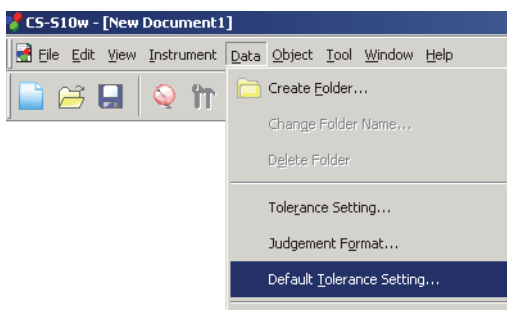 CS-S10w - [New Document1]
File Edit View Instrument Data Object Tool Window Help
Create Folder...
Change Folder Name...
Delete Folder
Tolerance Setting...
Judgement Format...
Default Tolerance Setting...